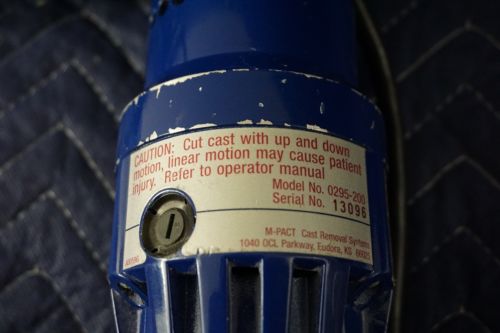 CAUTION: Cut cast with up and down
motion, linear motion may cause patient
injury. Refer to operator manual
Model No. 0295-200
Serial No. 13096
M-PACT Cast Removal Systems
1040 OCL Parkway, Eudora, KS 66025